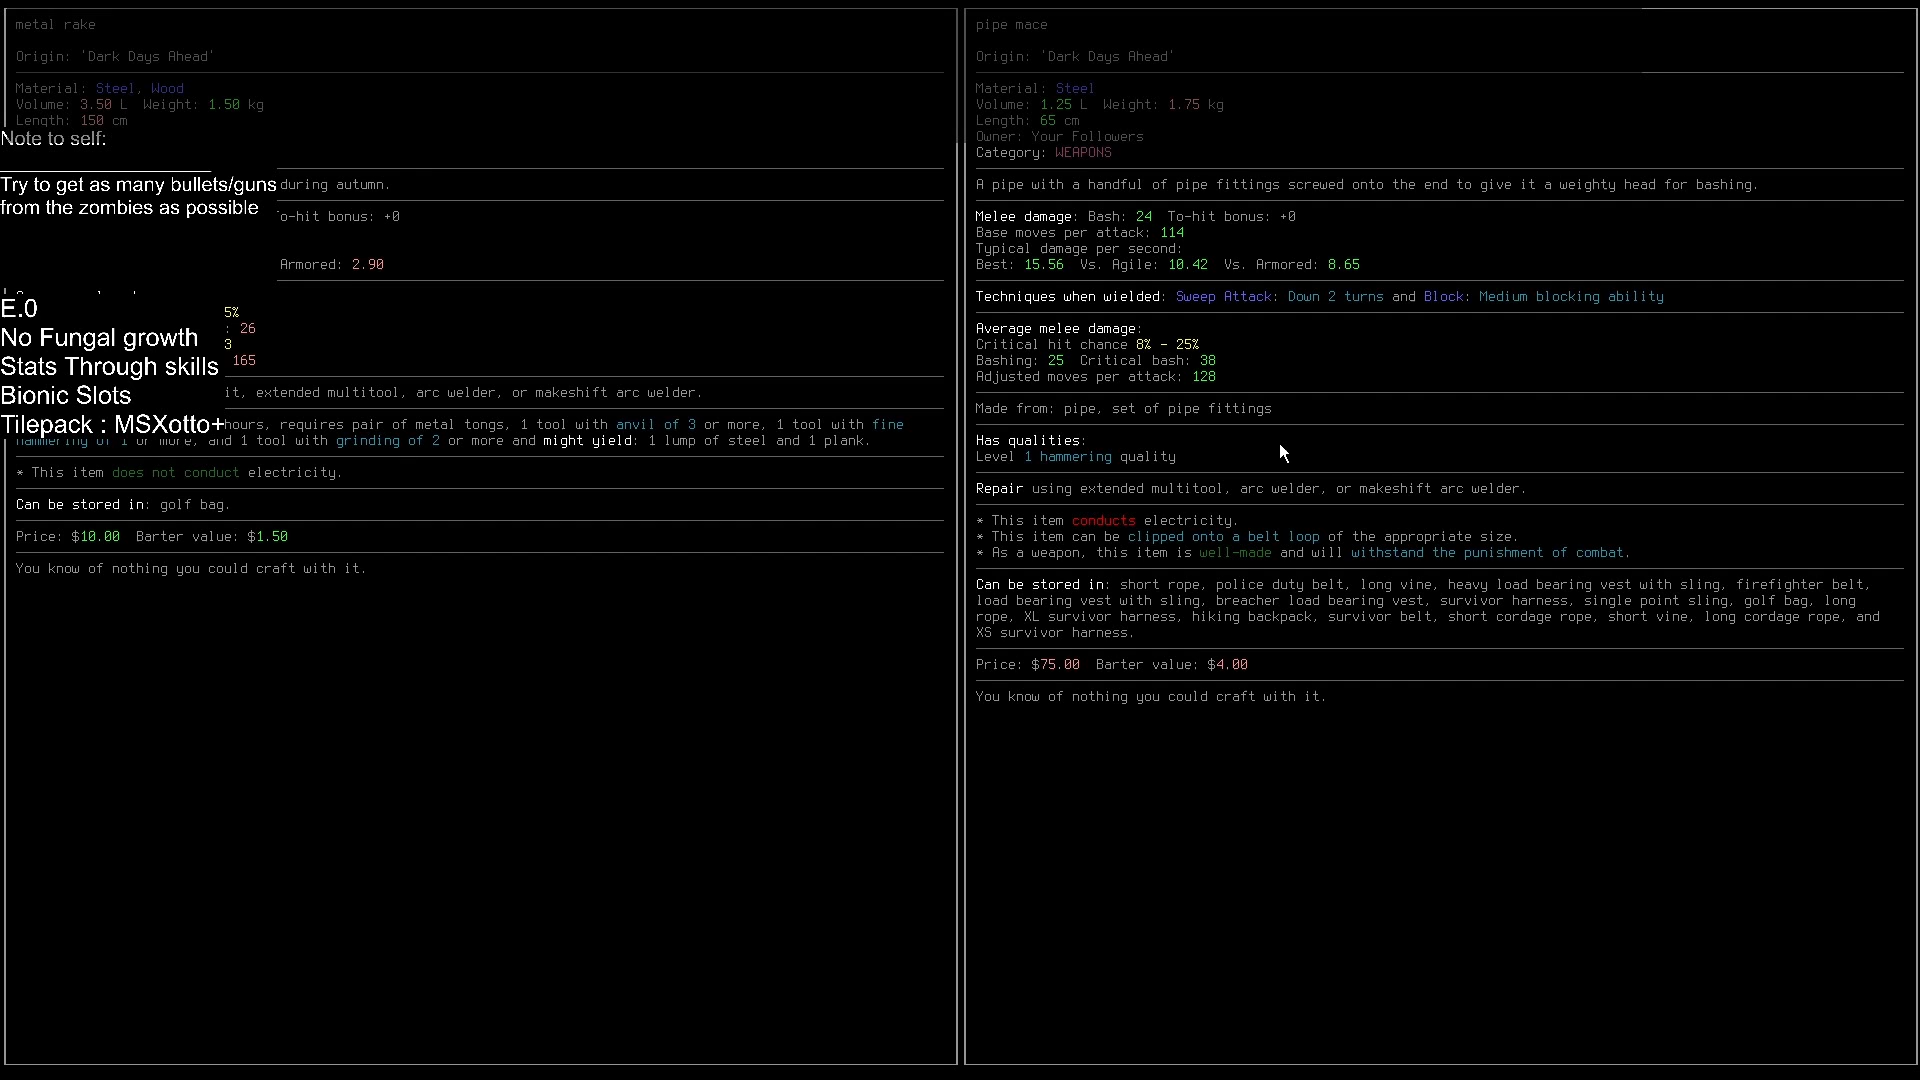 metal rake
Origin: 'Dark Days Ahead'
Material: Steel, Wood
Volume: 3.50 L  Weight: 1.50 kg
Length: 150 cm
Note to self:
Try to get as many bullets/guns
from the zombies as possible
during autumn.
To-hit bonus: +0
Armored: 2.90
E.0
No Fungal growth
Stats Through skills
Bionic Slots
Tilepack : MSXotto+
5%
: 26
3
165
it, extended multitool, arc welder, or makeshift arc welder.
hours, requires pair of metal tongs, 1 tool with anvil of 3 or more, 1 tool with fine
hammering of 1 or more, and 1 tool with grinding of 2 or more and might yield: 1 lump of steel and 1 plank.
* This item does not conduct electricity.
Can be stored in: golf bag.
Price: $10.00  Barter value: $1.50
You know of nothing you could craft with it.
pipe mace
Origin: 'Dark Days Ahead'
Material: Steel
Volume: 1.25 L  Weight: 1.75 kg
Length: 65 cm
Owner: Your Followers
Category: WEAPONS
A pipe with a handful of pipe fittings screwed onto the end to give it a weighty head for bashing.
Melee damage: Bash: 24  To-hit bonus: +0
Base moves per attack: 114
Typical damage per second:
Best: 15.56  Vs. Agile: 10.42  Vs. Armored: 8.65
Techniques when wielded: Sweep Attack: Down 2 turns and Block: Medium blocking ability
Average melee damage:
Critical hit chance 8% - 25%
Bashing: 25  Critical bash: 38
Adjusted moves per attack: 128
Made from: pipe, set of pipe fittings
Has qualities:
Level 1 hammering quality
Repair using extended multitool, arc welder, or makeshift arc welder.
* This item conducts electricity.
* This item can be clipped onto a belt loop of the appropriate size.
* As a weapon, this item is well-made and will withstand the punishment of combat.
Can be stored in: short rope, police duty belt, long vine, heavy load bearing vest with sling, firefighter belt,
load bearing vest with sling, breacher load bearing vest, survivor harness, single point sling, golf bag, long
rope, XL survivor harness, hiking backpack, survivor belt, short cordage rope, short vine, long cordage rope, and
XS survivor harness.
Price: $75.00  Barter value: $4.00
You know of nothing you could craft with it.